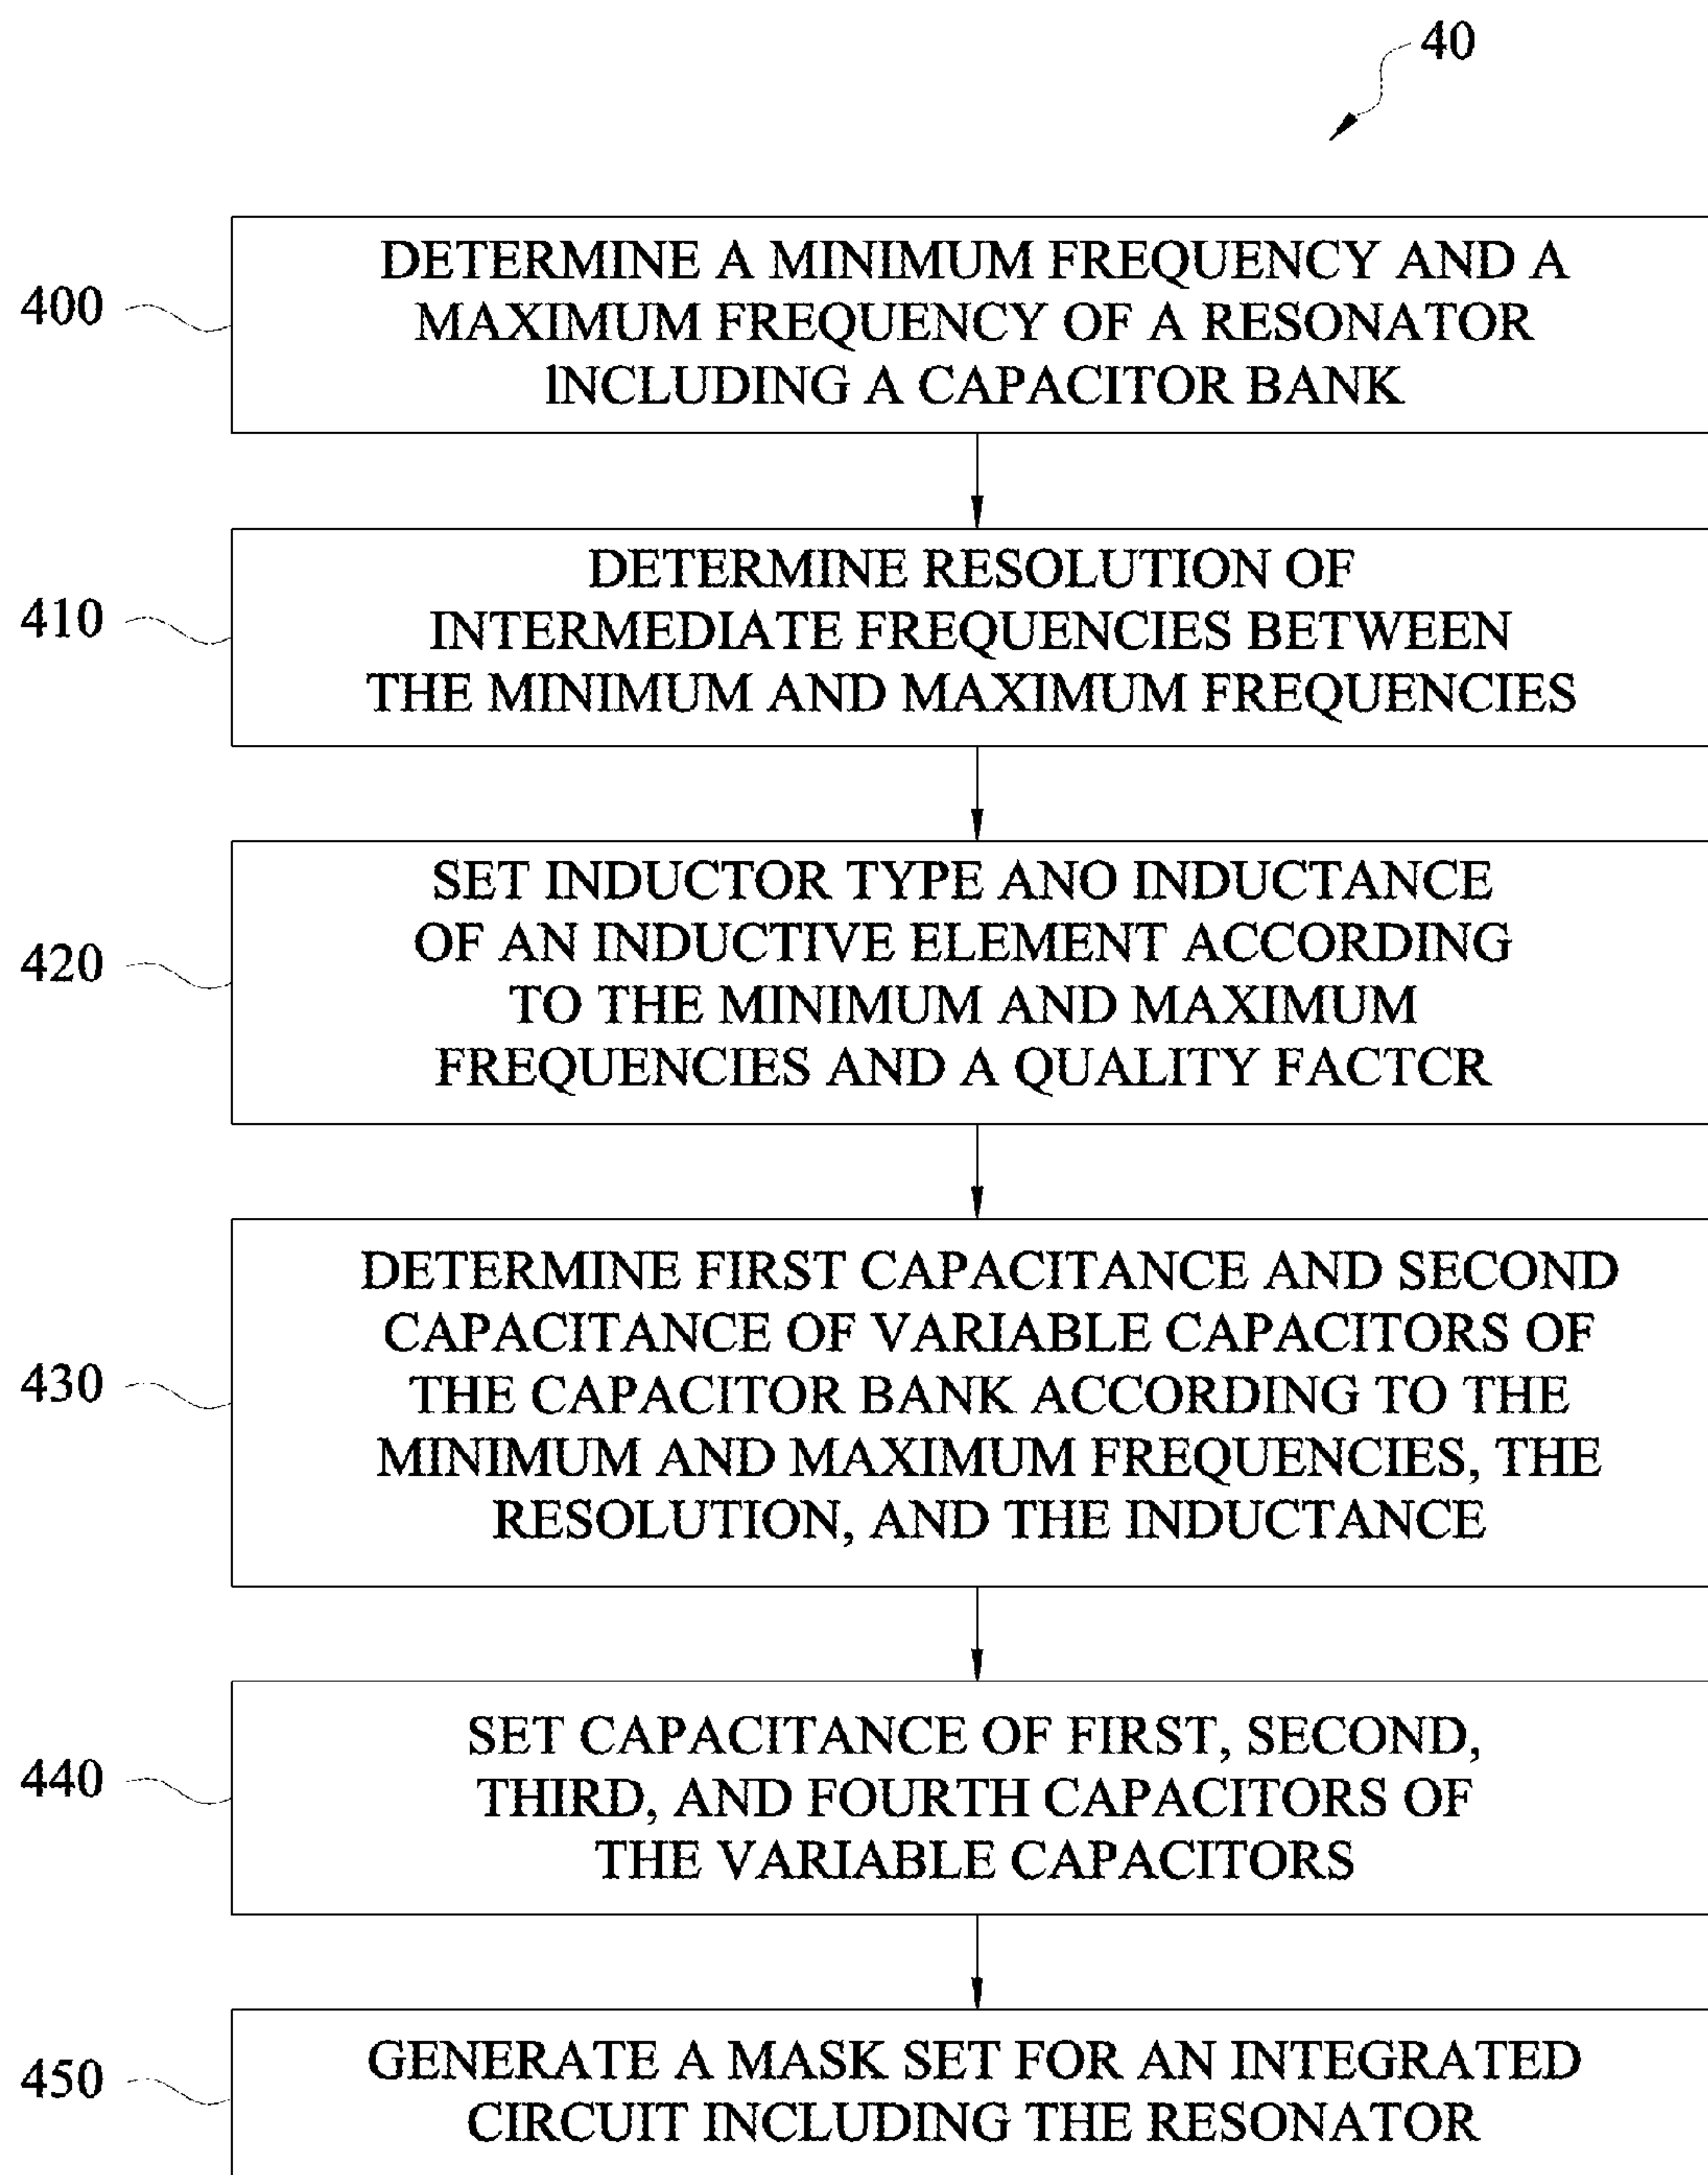 40
400
DETERMINE A MINIMUM FREQUENCY AND A
MAXIMUM FREQUENCY OF A RESONATOR
INCLUDING A CAPACITOR BANK
410
DETERMINE RESOLUTION OF
INTERMEDIATE FREQUENCIES BETWEEN
THE MINIMUM AND MAXIMUM FREQUENCIES
420
SET INDUCTOR TYPE ANO INDUCTANCE
OF AN INDUCTIVE ELEMENT ACCORDING
TO THE MINIMUM AND MAXIMUM
FREQUENCIES AND A QUALITY FACTCR
430
DETERMINE FIRST CAPACITANCE AND SECOND
CAPACITANCE OF VARIABLE CAPACITORS OF
THE CAPACITOR BANK ACCORDING TO THE
MINIMUM AND MAXIMUM FREQUENCIES, THE
RESOLUTION, AND THE INDUCTANCE
440
SET CAPACITANCE OF FIRST, SECOND,
THIRD, AND FOURTH CAPACITORS OF
THE VARIABLE CAPACITORS
450
GENERATE A MASK SET FOR AN INTEGRATED
CIRCUIT INCLUDING THE RESONATOR